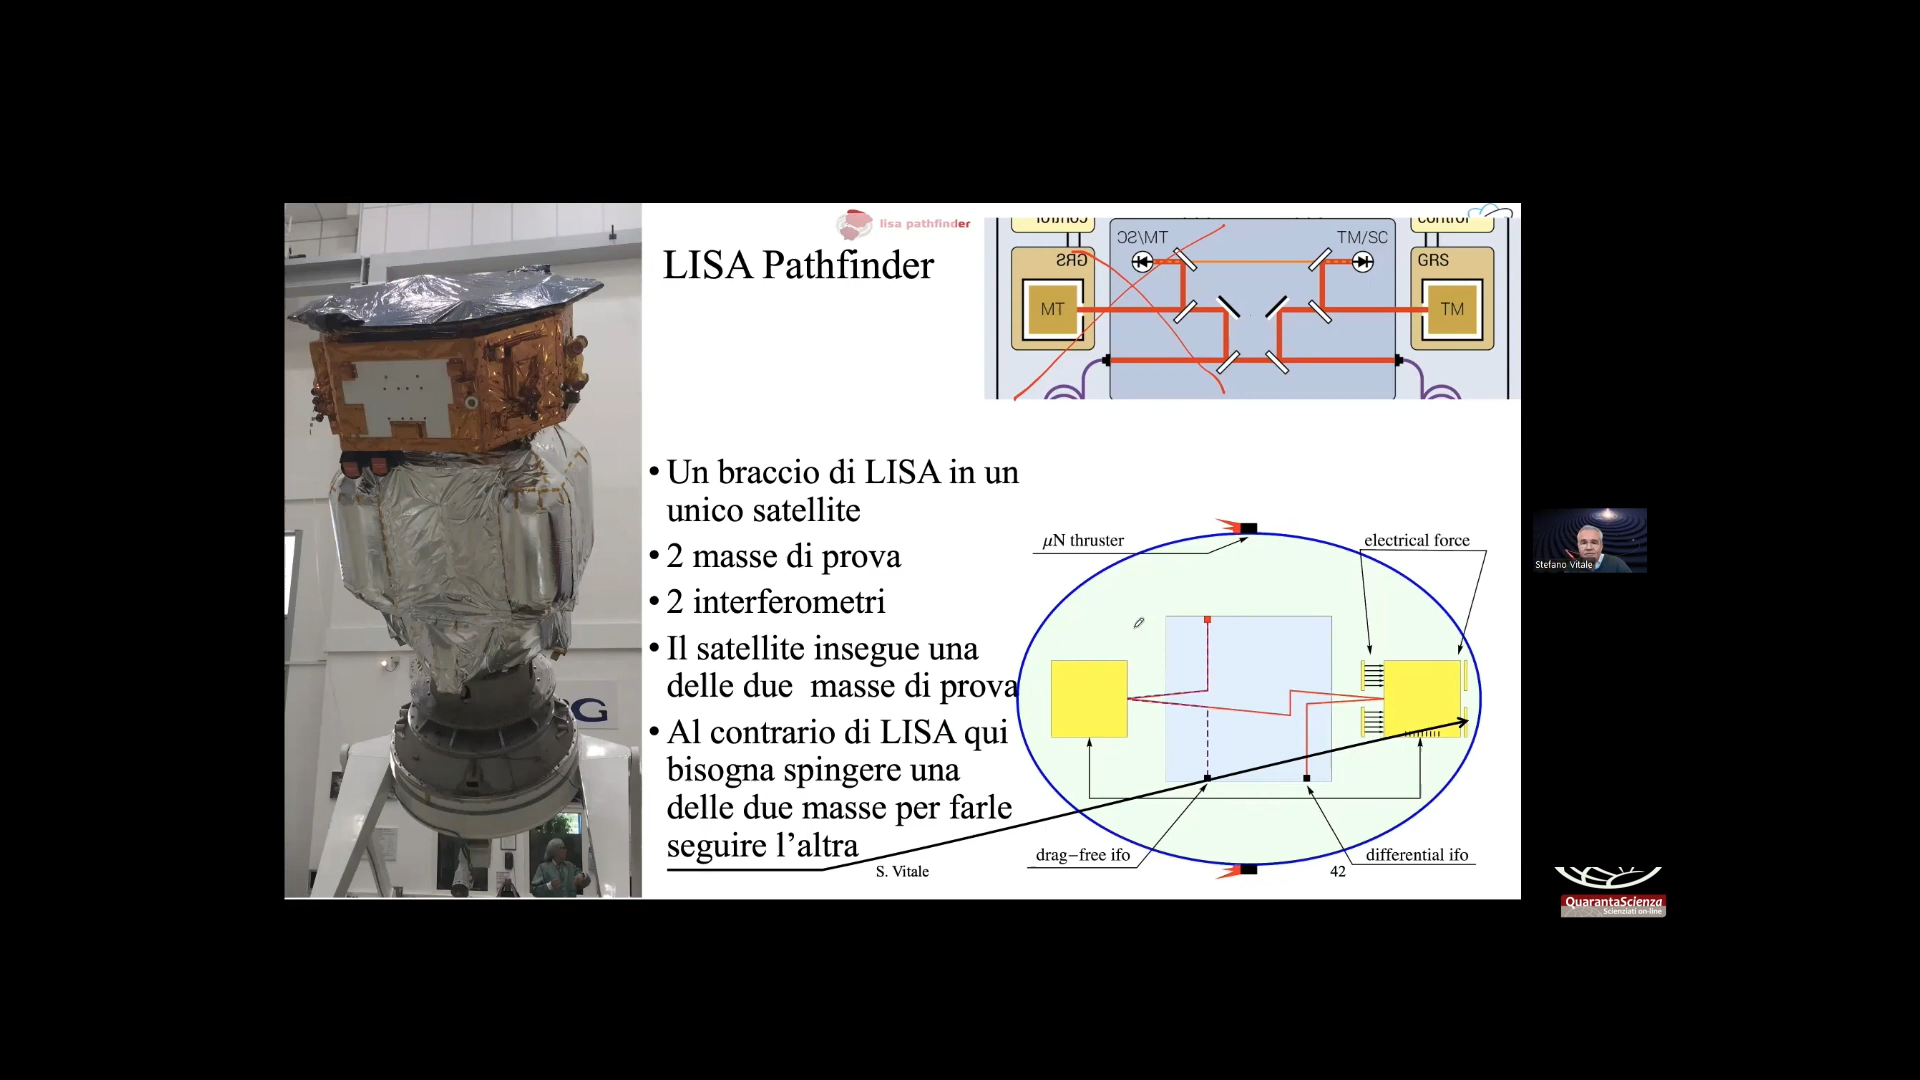 lisa pathfinder
LISA Pathfinder
control
control
TM/SC
TM/SC
GRS
GRS
MT
TM
• Un braccio di LISA in un
unico satellite
• 2 masse di prova
• 2 interferometri
• Il satellite insegue una
delle due masse di prova
• Al contrario di LISA qui
bisogna spingere una
delle due masse per farle
seguire l'altra
µN thruster
electrical force
drag-free ifo
differential ifo
S. Vitale
42
G
Stefano Vitale
QuarantaScienza
Scienziati on-line